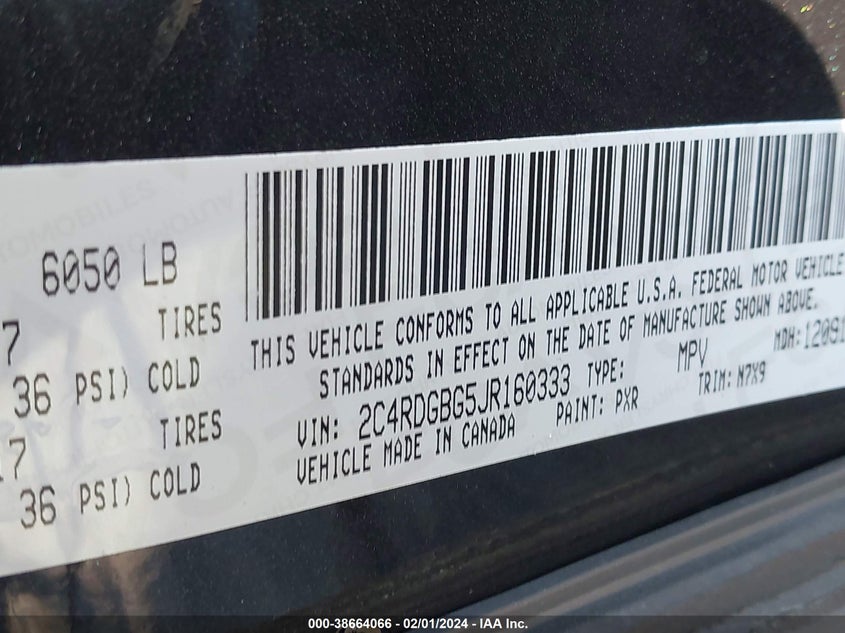 6050 LB
7 TIRES
36 PSI) COLD
7 TIRES
36 PSI) COLD
THIS VEHICLE CONFORMS TO ALL APPLICABLE U.S.A. FEDERAL MOTOR VEHICLE
STANDARDS IN EFFECT ON THE DATE OF MANUFACTURE SHOWN ABOVE.
VIN: 2C4RDGBG5JR160333 TYPE: MPV MDH:12091
VEHICLE MADE IN CANADA PAINT: PXR TRIM: N7X9
000-38664066 - 02/01/2024 - IAA Inc.